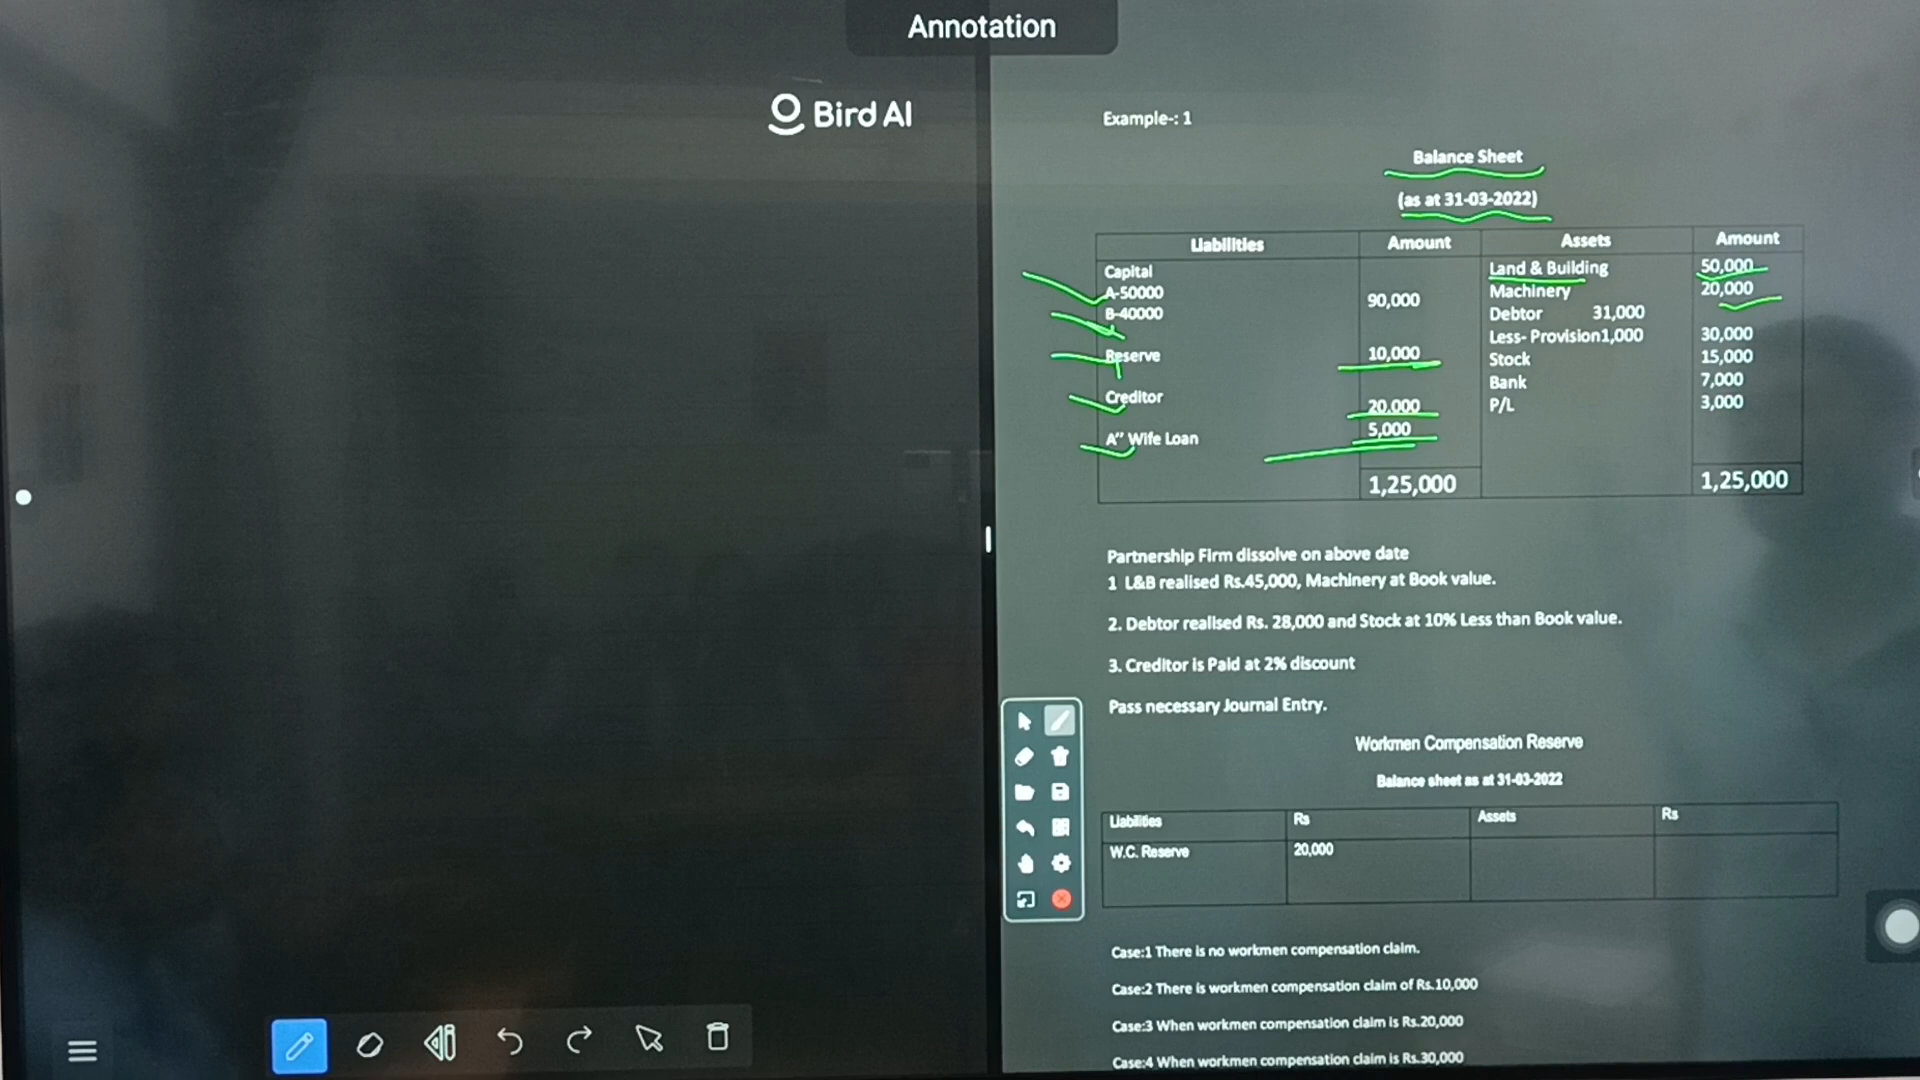 Annotation
Bird AI
Example-: 1
Balance Sheet
(as at 31-03-2022)
Liabilities Amount Assets Amount
Capital Land & Building 50,000
A-50000 90,000 Machinery 20,000
B-40000 Debtor 31,000
Less- Provision1,000 30,000
Reserve 10,000 Stock 15,000
Bank 7,000
Creditor 20,000 P/L 3,000
A" Wife Loan 5,000
1,25,000 1,25,000
Partnership Firm dissolve on above date
1 L&B realised Rs.45,000, Machinery at Book value.
2. Debtor realised Rs. 28,000 and Stock at 10% Less than Book value.
3. Creditor is Paid at 2% discount
Pass necessary Journal Entry.
Workmen Compensation Reserve
Balance sheet as at 31-03-2022
Liabilities Rs Assets Rs
W.C. Reserve 20,000
Case:1 There is no workmen compensation claim.
Case:2 There is workmen compensation claim of Rs.10,000
Case:3 When workmen compensation claim is Rs.20,000
Case:4 When workmen compensation claim is Rs.30,000